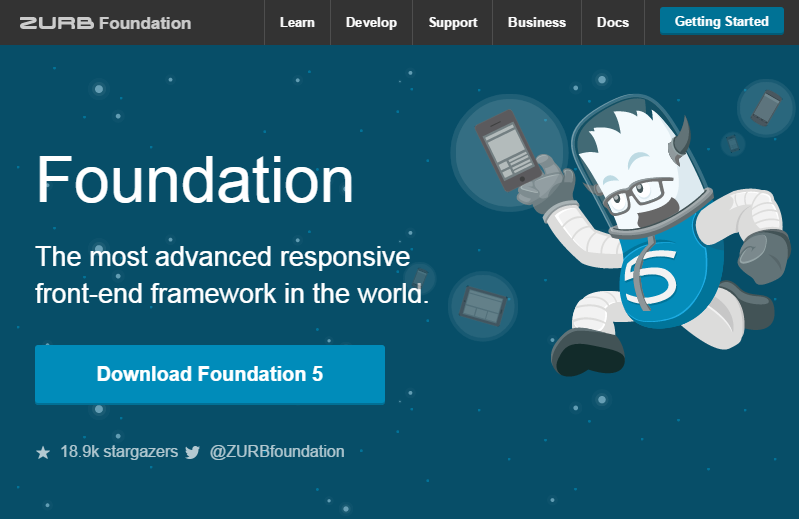 ZURB Foundation
Learn
Develop
Support
Business
Docs
Getting Started
Foundation
The most advanced responsive
front-end framework in the world.
Download Foundation 5
18.9k stargazers @ZURBfoundation
5